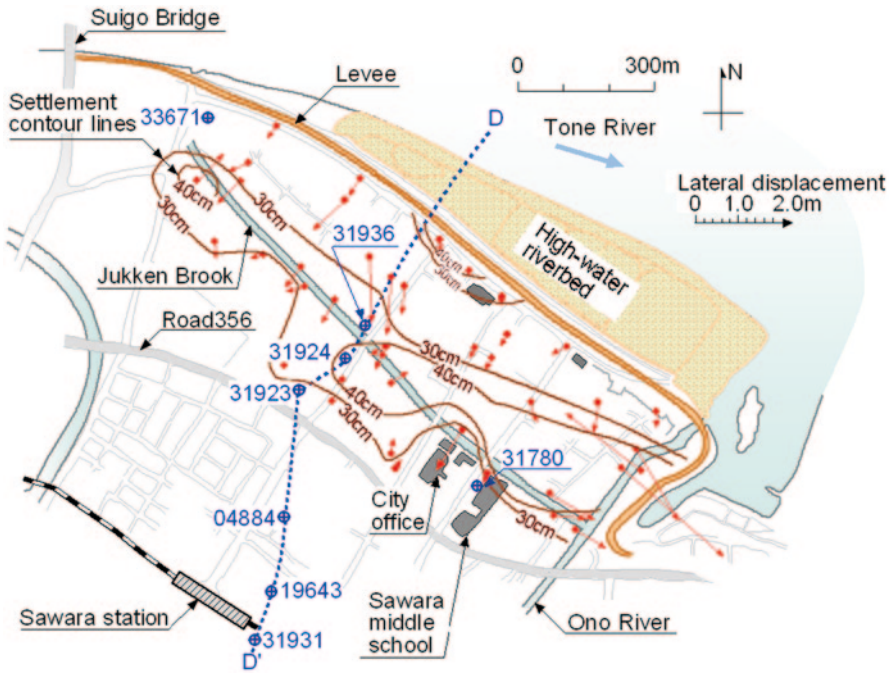 Suigo Bridge
Levee
0 300m
N
Settlement
contour lines
33671
D
Tone River
Lateral displacement
0 1.0 2.0m
40cm
30cm
30cm
31936
High-water
riverbed
40cm
30cm
Jukken Brook
Road356
31924
30cm
40cm
31923
40cm
30cm
31780
City
office
30cm
04884
19643
Sawara station
Sawara
middle
school
Ono River
31931
D'